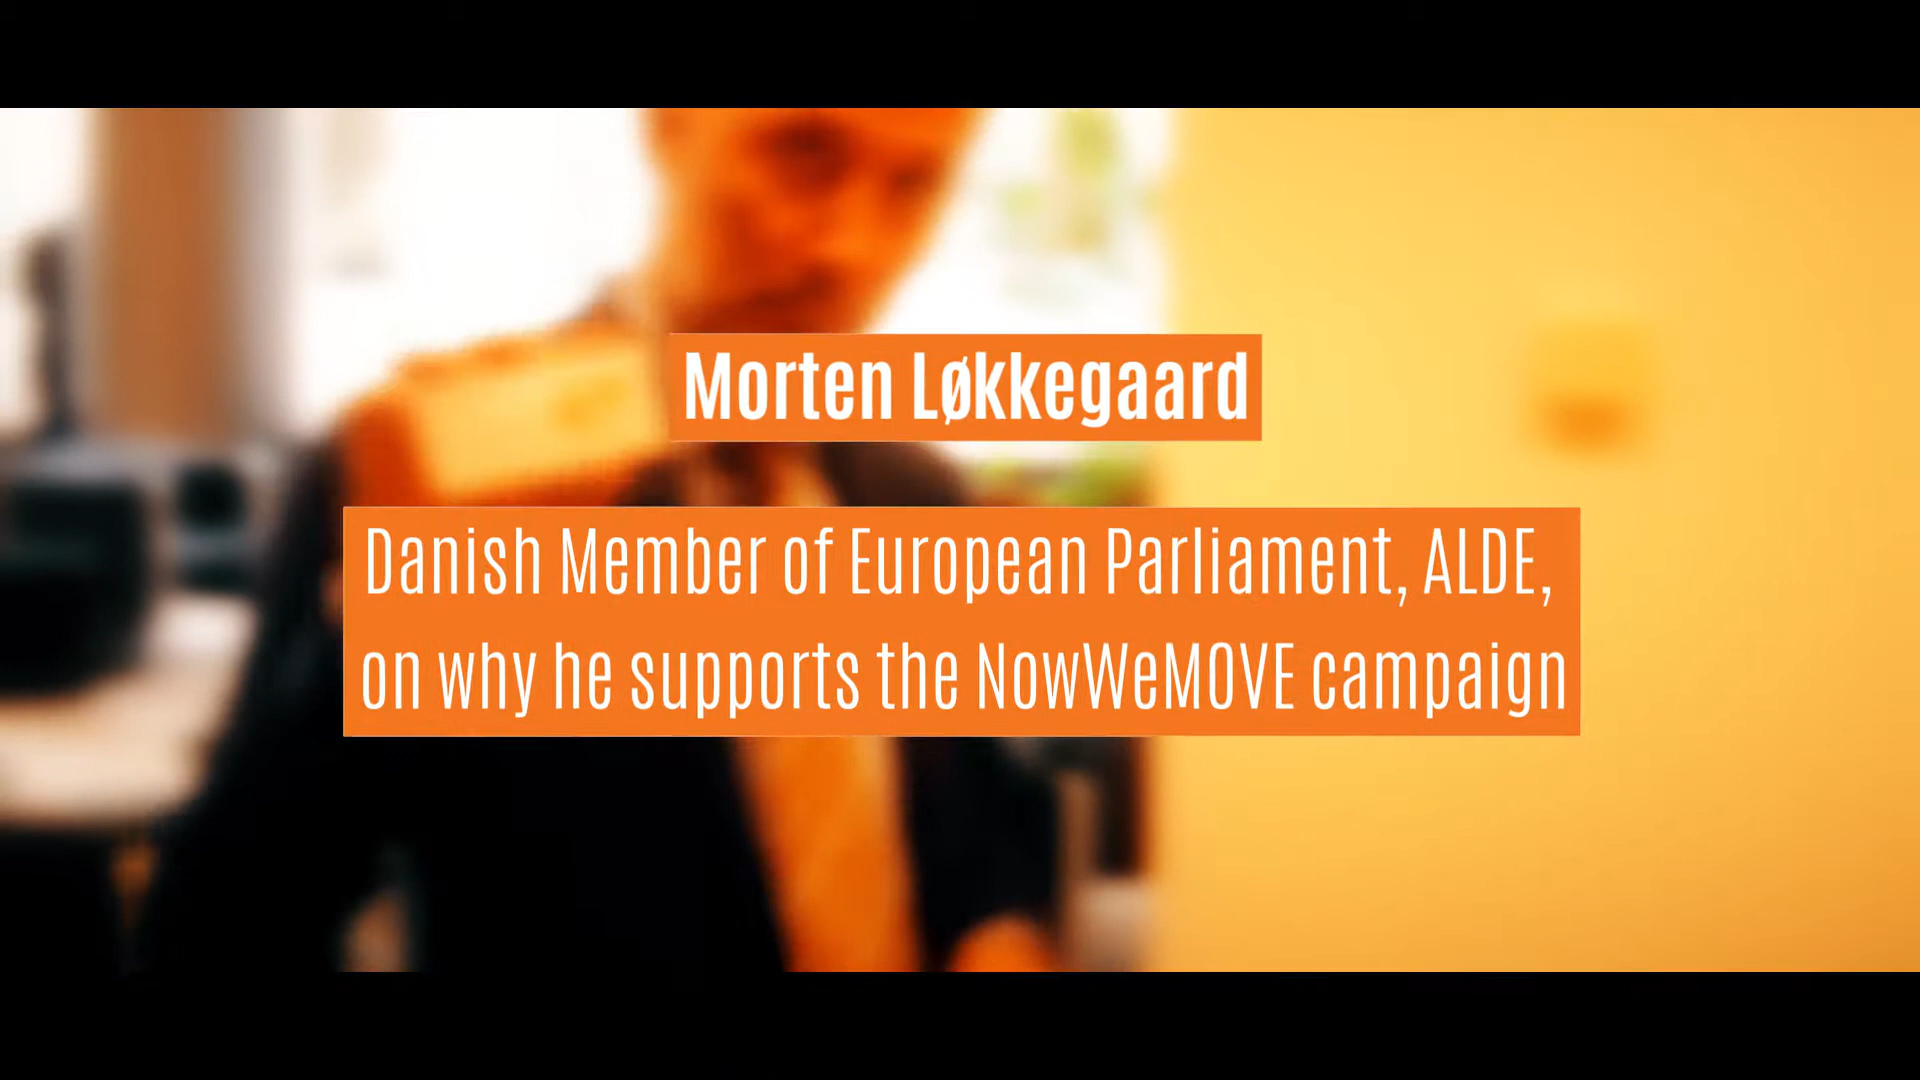 Morten Løkkegaard
Danish Member of European Parliament, ALDE,
on why he supports the NowWeMOVE campaign